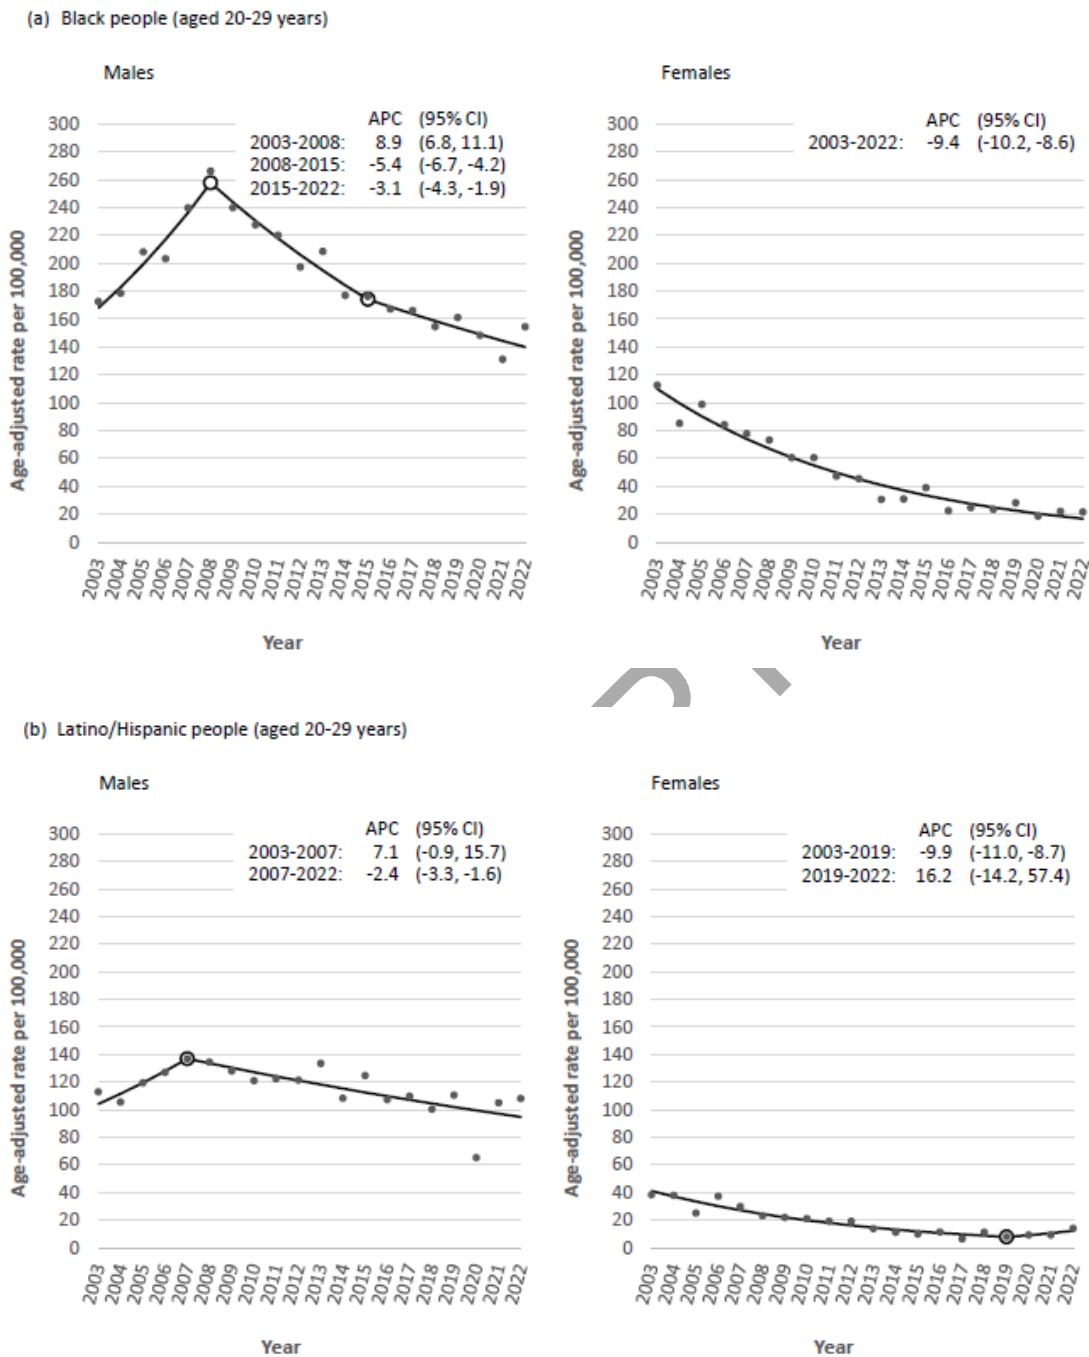 (a) Black people (aged 20-29 years)
Males
APC (95% CI)
2003-2008: 8.9 (6.8, 11.1)
2008-2015: -5.4 (-6.7, -4.2)
2015-2022: -3.1 (-4.3, -1.9)
300
280
260
240
220
200
180
160
140
120
100
80
60
40
20
0
Age-adjusted rate per 100,000
2003 2004 2005 2006 2007 2008 2009 2010 2011 2012 2013 2014 2015 2016 2017 2018 2019 2020 2021 2022
Year
Females
APC (95% CI)
2003-2022: -9.4 (-10.2, -8.6)
300
280
260
240
220
200
180
160
140
120
100
80
60
40
20
0
Age-adjusted rate per 100,000
2003 2004 2005 2006 2007 2008 2009 2010 2011 2012 2013 2014 2015 2016 2017 2018 2019 2020 2021 2022
Year
(b) Latino/Hispanic people (aged 20-29 years)
Males
APC (95% CI)
2003-2007: 7.1 (-0.9, 15.7)
2007-2022: -2.4 (-3.3, -1.6)
300
280
260
240
220
200
180
160
140
120
100
80
60
40
20
0
Age-adjusted rate per 100,000
2003 2004 2005 2006 2007 2008 2009 2010 2011 2012 2013 2014 2015 2016 2017 2018 2019 2020 2021 2022
Year
Females
APC (95% CI)
2003-2019: -9.9 (-11.0, -8.7)
2019-2022: 16.2 (-14.2, 57.4)
300
280
260
240
220
200
180
160
140
120
100
80
60
40
20
0
Age-adjusted rate per 100,000
2003 2004 2005 2006 2007 2008 2009 2010 2011 2012 2013 2014 2015 2016 2017 2018 2019 2020 2021 2022
Year